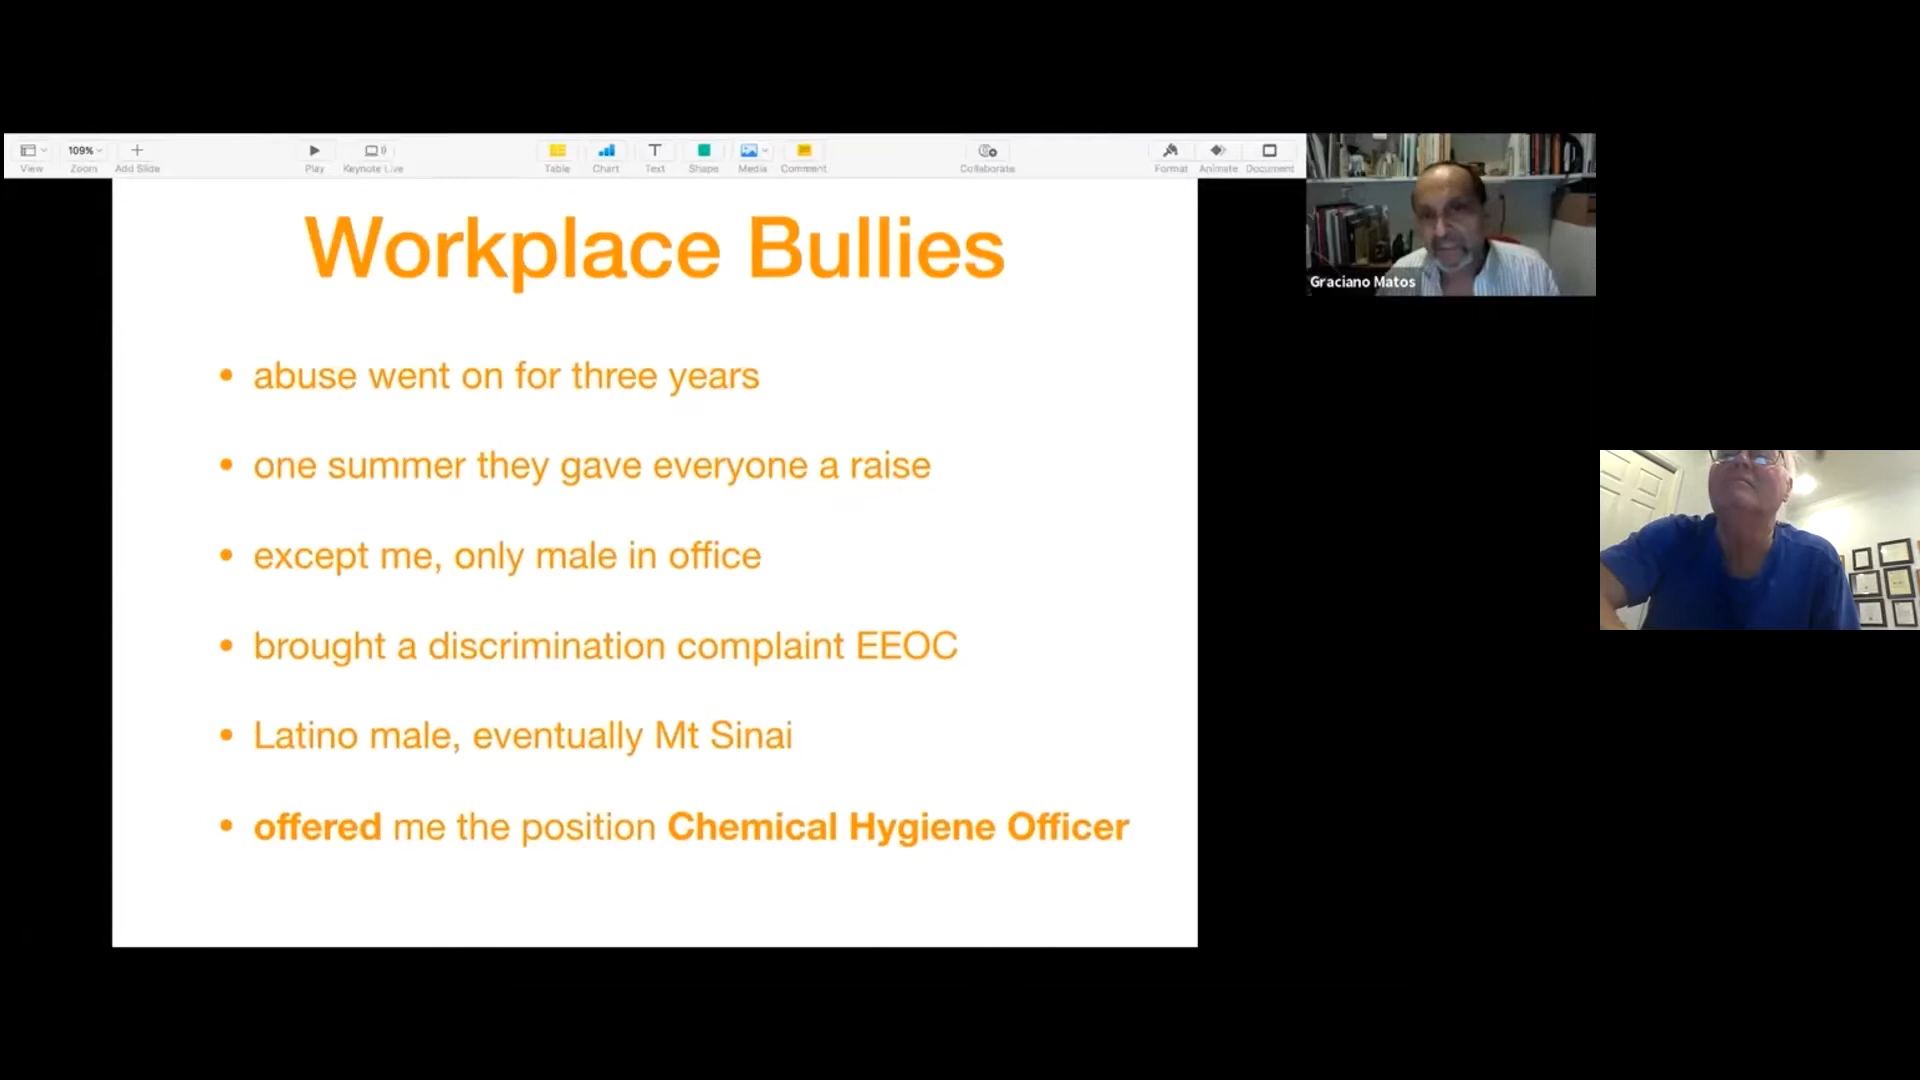 109%
View
Zoom
Add Slide
Play
Keynote Live
Table
Chart
Text
Shape
Media
Comment
Collaborate
Format
Animate
Document
Workplace Bullies
• abuse went on for three years
• one summer they gave everyone a raise
• except me, only male in office
• brought a discrimination complaint EEOC
• Latino male, eventually Mt Sinai
• offered me the position Chemical Hygiene Officer
Graciano Matos